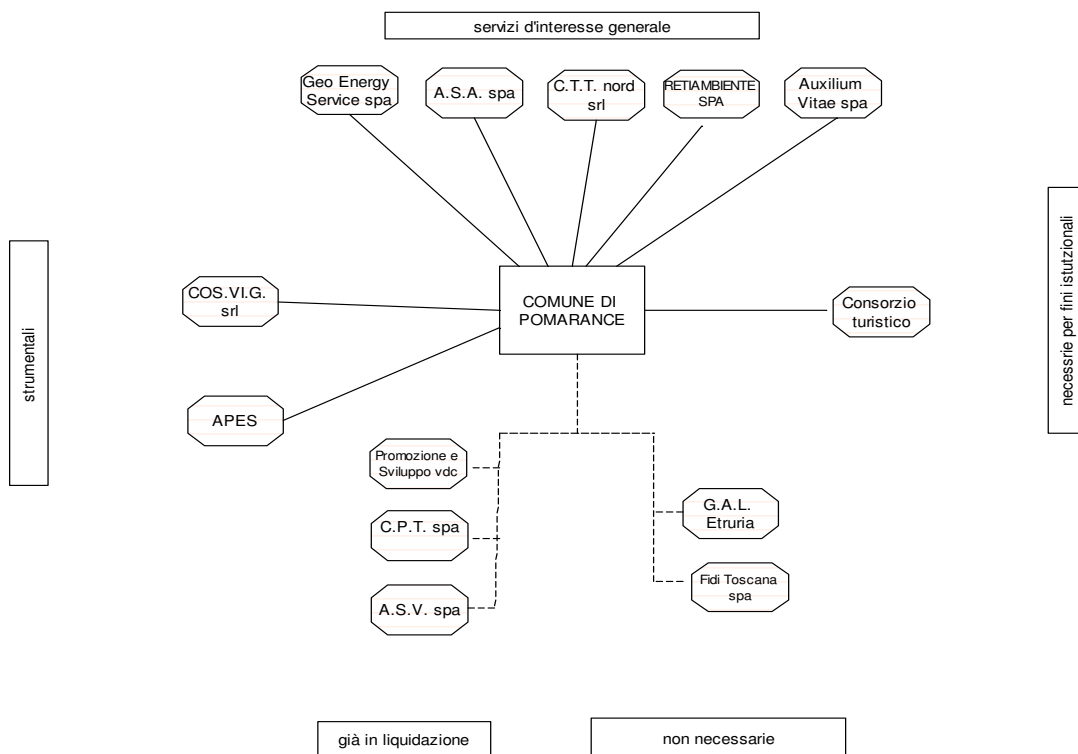 servizi d'interesse generale
Geo Energy
Service spa
A.S.A. spa
C.T.T. nord
srl
RETIAMBIENTE
SPA
Auxilium
Vitae spa
strumentali
necessrie per fini istutzionali
COS.VI.G.
srl
COMUNE DI
POMARANCE
Consorzio
turistico
APES
Promozione e
Sviluppo vdc
C.P.T. spa
A.S.V. spa
G.A.L.
Etruria
Fidi Toscana
spa
già in liquidazione
non necessarie